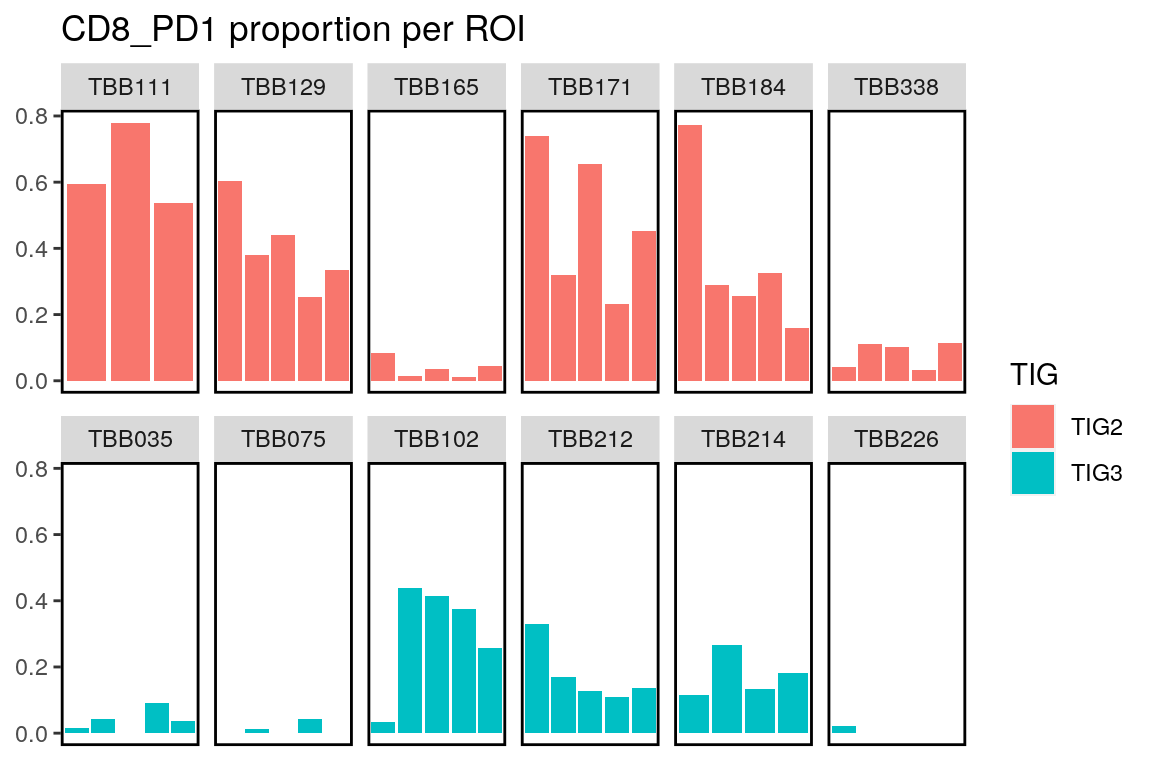 CD8_PD1 proportion per ROI
TBB111 TBB129 TBB165 TBB171 TBB184 TBB338
0.8
0.6
0.4
0.2
0.0
TBB035 TBB075 TBB102 TBB212 TBB214 TBB226
0.8
0.6
0.4
0.2
0.0
TIG
TIG2
TIG3